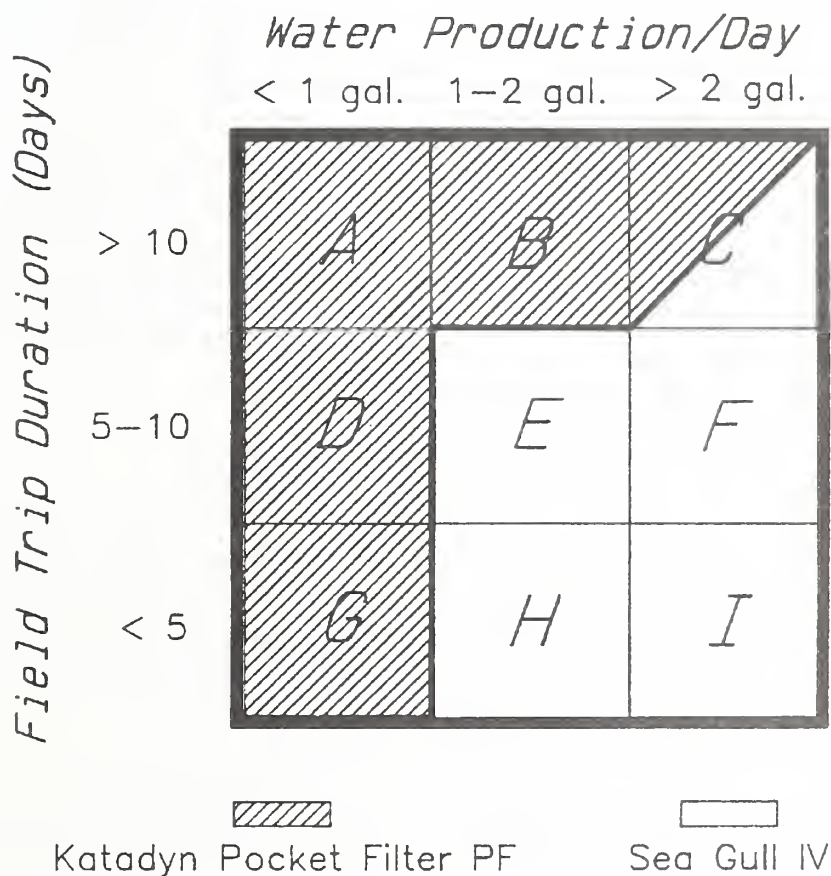 Water Production/Day
< 1 gal. 1–2 gal. > 2 gal.
Field Trip Duration (Days)
> 10
A B C
5–10
D E F
< 5
G H I
Katadyn Pocket Filter PF
Sea Gull IV